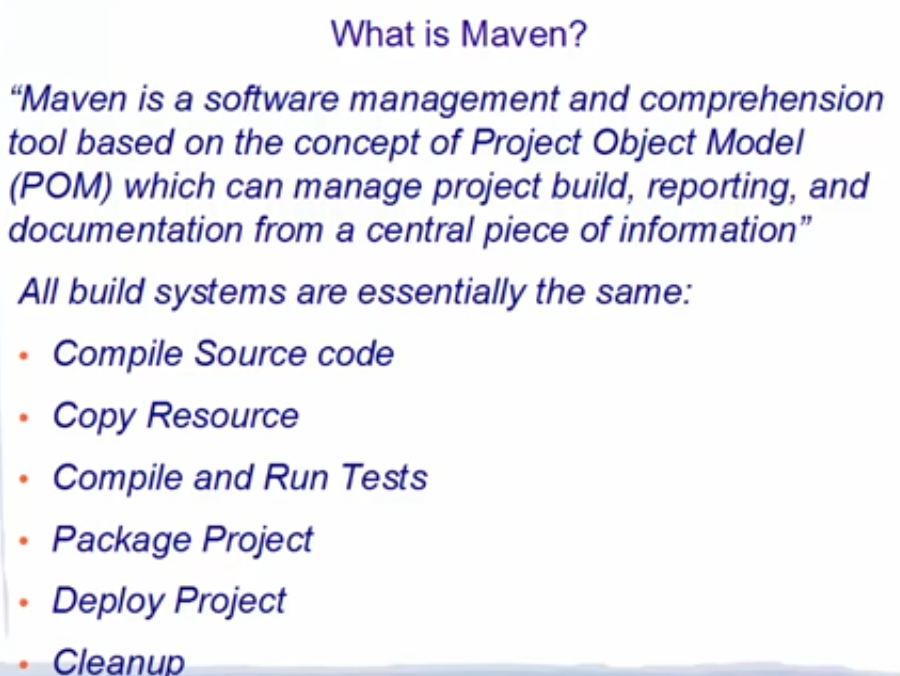 What is Maven?
“Maven is a software management and comprehension
tool based on the concept of Project Object Model
(POM) which can manage project build, reporting, and
documentation from a central piece of information”
All build systems are essentially the same:
• Compile Source code
• Copy Resource
• Compile and Run Tests
• Package Project
• Deploy Project
• Cleanup